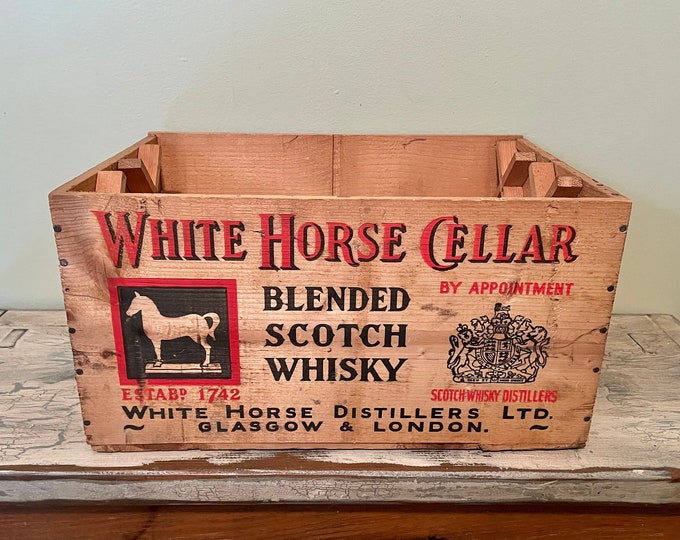 WHITE HORSE CELLAR
BY APPOINTMENT
BLENDED
SCOTCH
WHISKY
ESTABD 1742
SCOTCH WHISKY DISTILLERS
WHITE HORSE DISTILLERS LTD.
~ GLASGOW & LONDON. ~